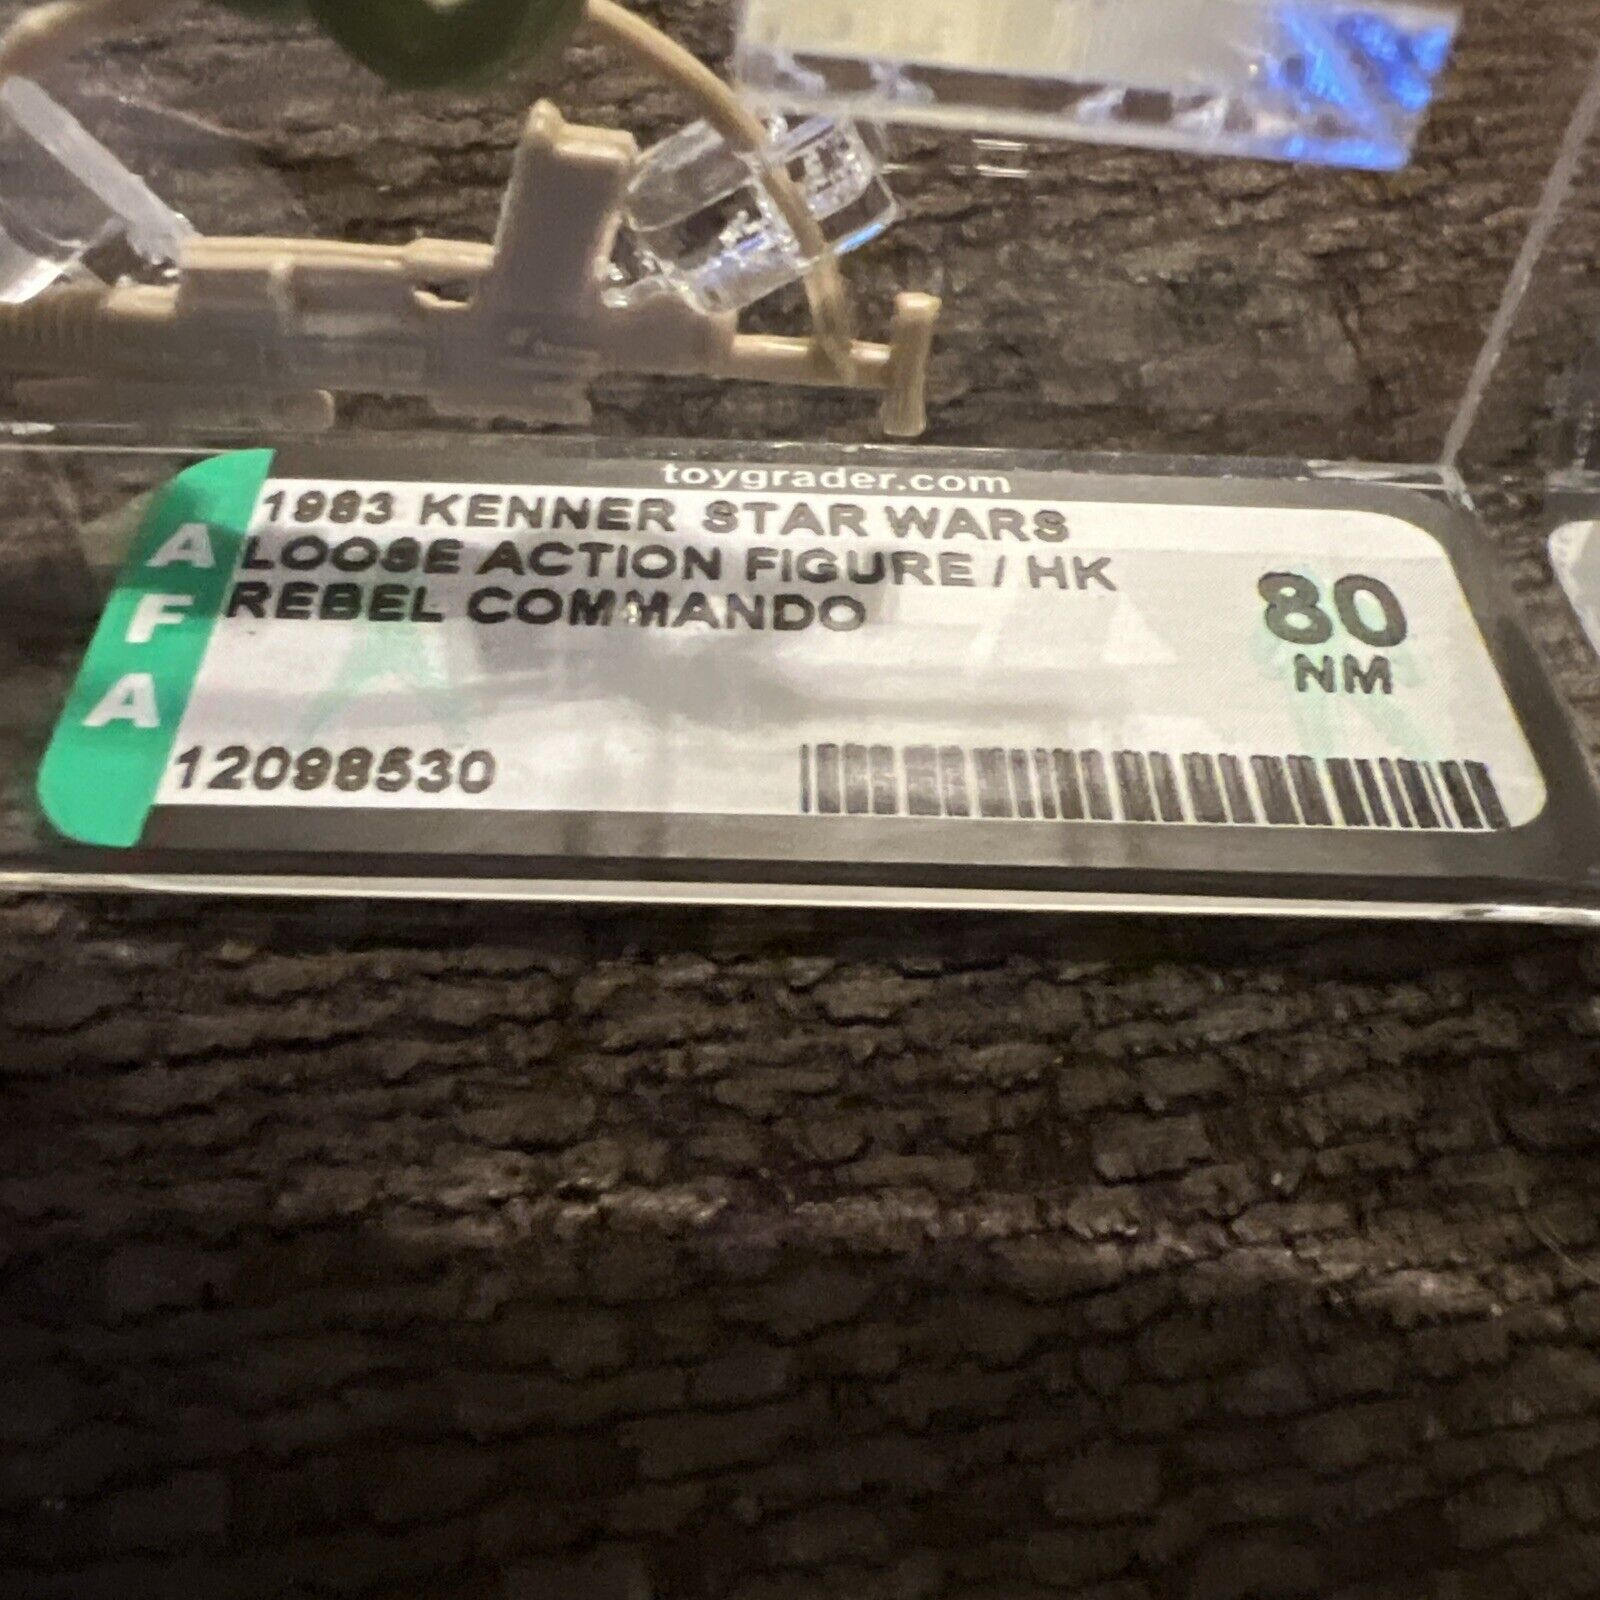 toygrader.com
1983 KENNER STAR WARS
LOOSE ACTION FIGURE / HK
REBEL COMMANDO
80
NM
AFA
12098530